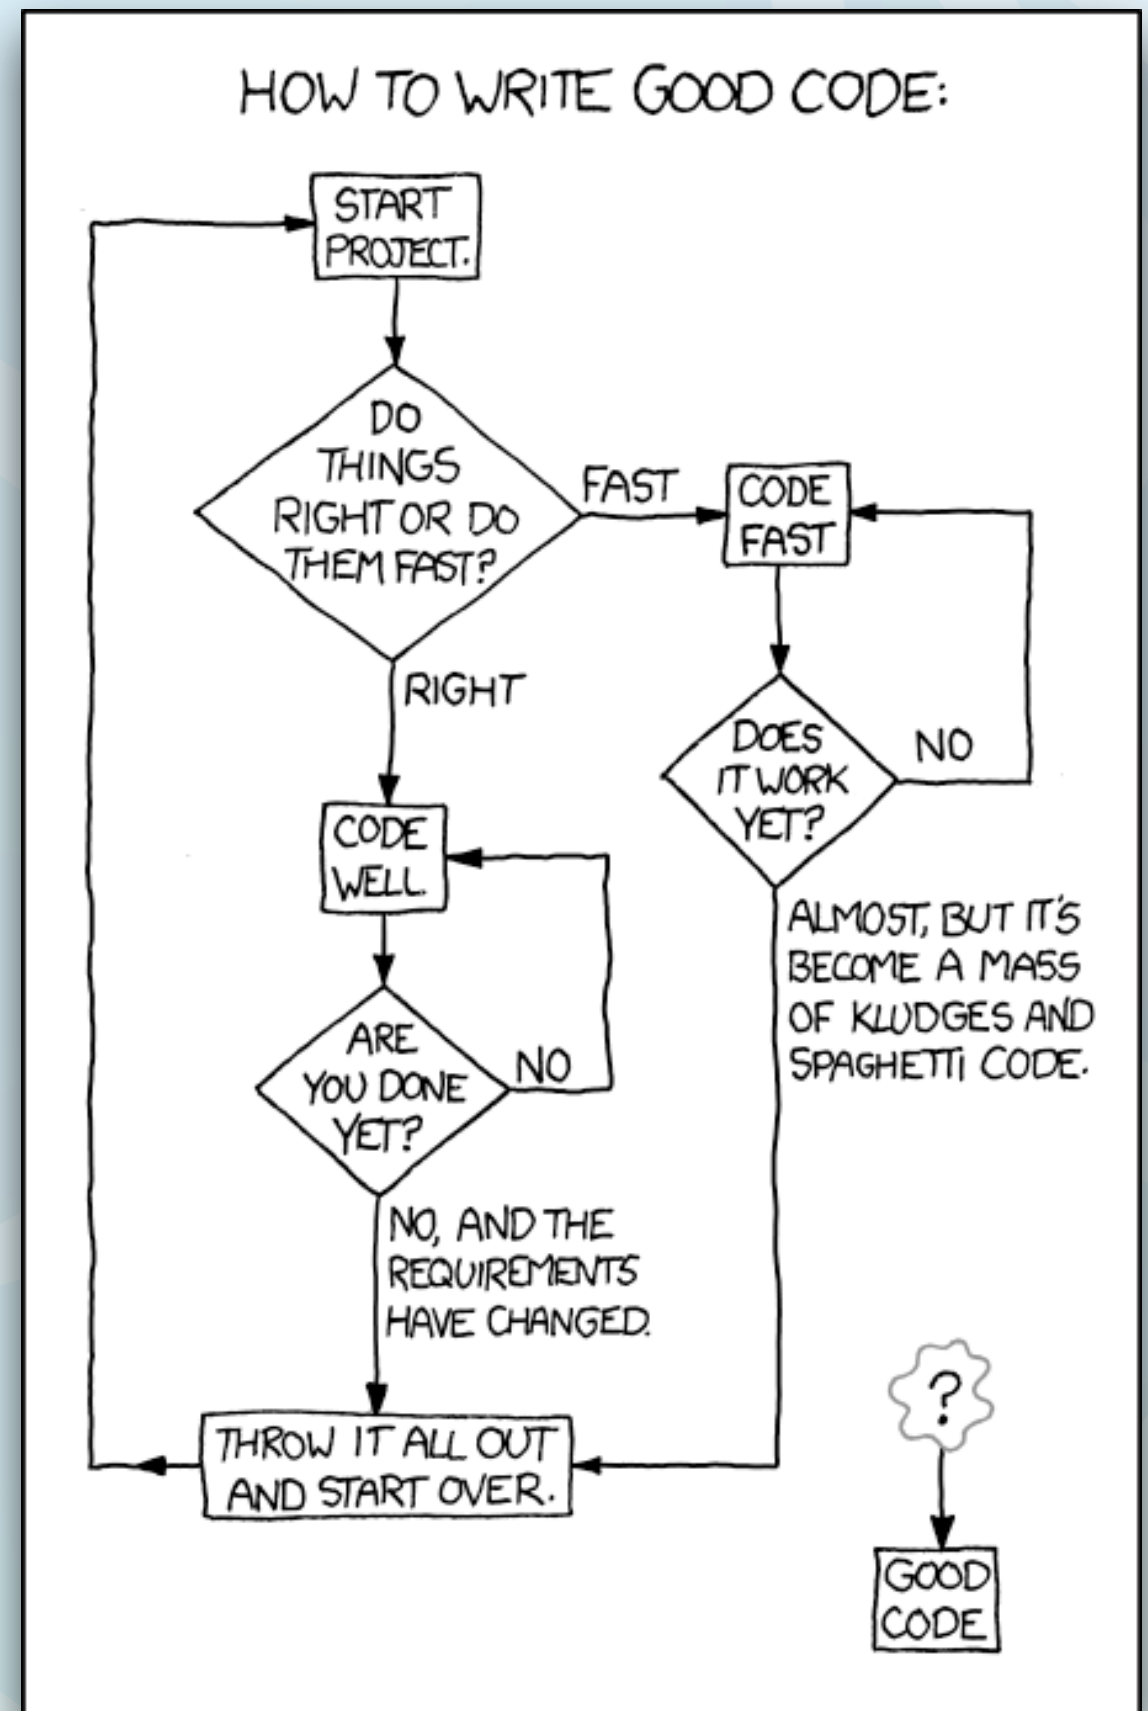 HOW TO WRITE GOOD CODE:
START
PROJECT.
DO
THINGS
RIGHT OR DO
THEM FAST?
FAST
CODE
FAST
RIGHT
DOES
IT WORK
YET?
NO
CODE
WELL.
ALMOST, BUT IT'S
BECOME A MASS
OF KLUDGES AND
SPAGHETTI CODE.
ARE
YOU DONE
YET?
NO
NO, AND THE
REQUIREMENTS
HAVE CHANGED.
THROW IT ALL OUT
AND START OVER.
?
GOOD
CODE